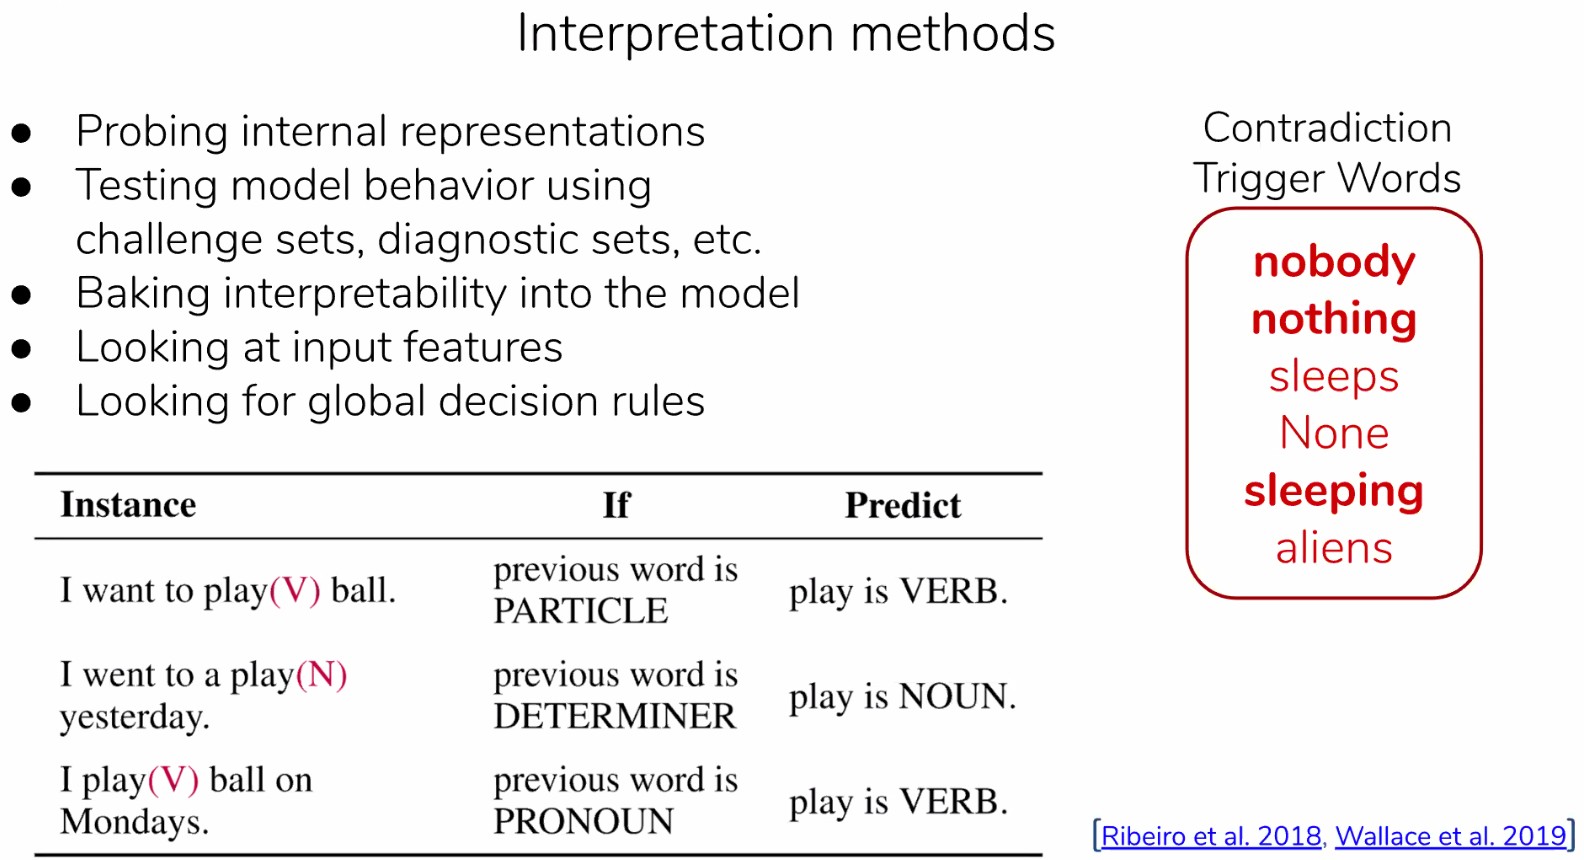 Interpretation methods
● Probing internal representations
● Testing model behavior using
challenge sets, diagnostic sets, etc.
● Baking interpretability into the model
● Looking at input features
● Looking for global decision rules
Contradiction
Trigger Words
nobody
nothing
sleeps
None
sleeping
aliens
Instance If Predict
I want to play(V) ball.
previous word is
PARTICLE
play is VERB.
I went to a play(N)
yesterday.
previous word is
DETERMINER
play is NOUN.
I play(V) ball on
Mondays.
previous word is
PRONOUN
play is VERB.
[Ribeiro et al. 2018, Wallace et al. 2019]